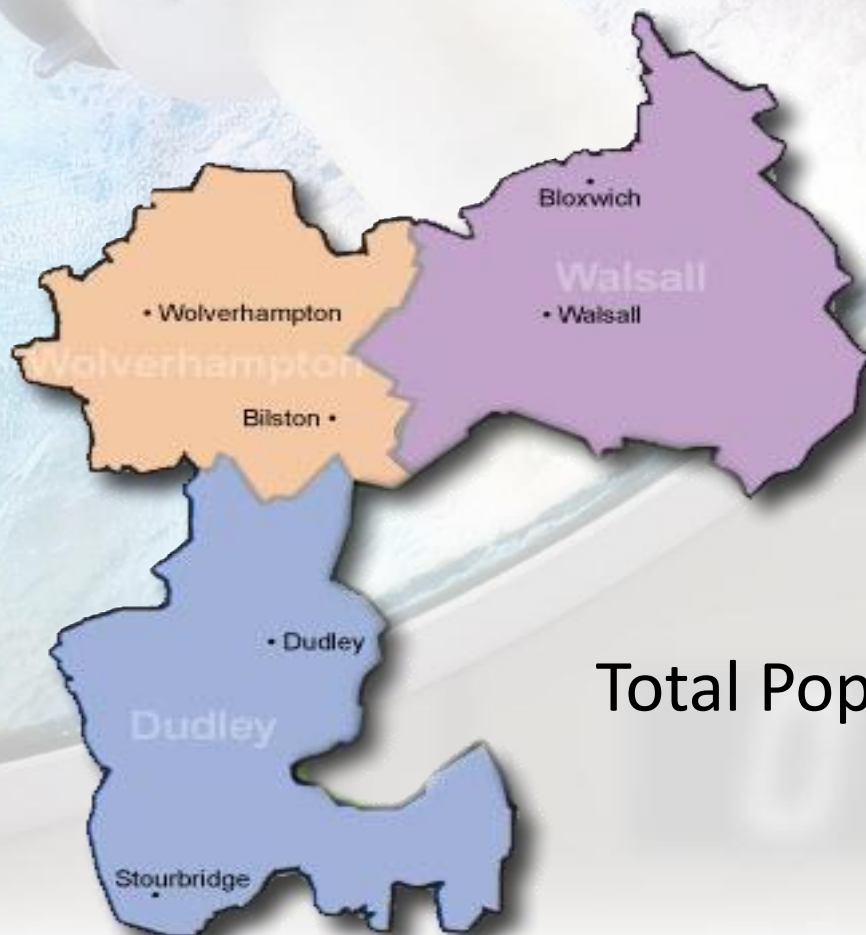 Bloxwich
Walsall
• Walsall
• Wolverhampton
Wolverhampton
Bilston •
• Dudley
Total Pop
Dudley
Stourbridge